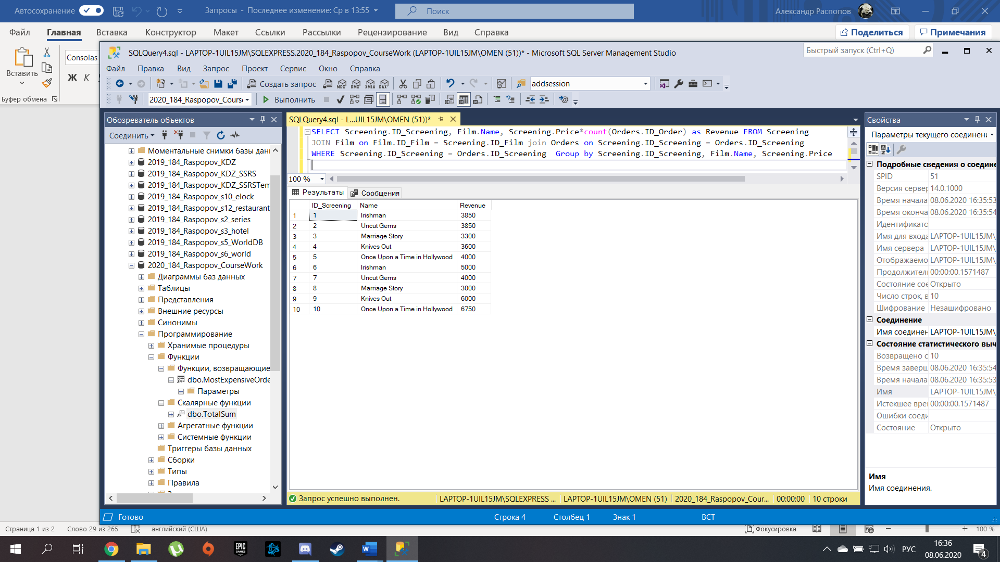 Автосохранение
Запросы - Последнее изменение: Ср в 13:55
Поиск
Александр Распопов
Файл Главная Вставка Конструктор Макет Ссылки Рассылки Рецензирование Вид Справка
Поделиться Примечания
Вставить
Consolas
Ж К
Буфер обмена
SQLQuery4.sql - LAPTOP-1UIL15JM\SQLEXPRESS.2020_184_Raspopov_CourseWork (LAPTOP-1UIL15JM\OMEN (51))* - Microsoft SQL Server Management Studio
Быстрый запуск (Ctrl+Q)
Файл Правка Вид Запрос Проект Сервис Окно Справка
Создать запрос
MDX DMX XMLA DAX
addsession
2020_184_Raspopov_Course
Выполнить
Обозреватель объектов
Соединить
Моментальные снимки базы дан
2019_184_Raspopov_KDZ
2019_184_Raspopov_KDZ_SSRS
2019_184_Raspopov_KDZ_SSRSTem
2019_184_Raspopov_s10_elock
2019_184_Raspopov_s12_restaurant
2019_184_Raspopov_s2_series
2019_184_Raspopov_s3_hotel
2019_184_Raspopov_s5_WorldDB
2019_184_Raspopov_s6_world
2020_184_Raspopov_CourseWork
Диаграммы баз данных
Таблицы
Представления
Внешние ресурсы
Синонимы
Программирование
Хранимые процедуры
Функции
Функции, возвращающие
dbo.MostExpensiveOrde
Параметры
Скалярные функции
dbo.TotalSum
Агрегатные функции
Системные функции
Триггеры базы данных
Сборки
Типы
Правила
SQLQuery4.sql - L...UIL15JM\OMEN (51))*
SELECT Screening.ID_Screening, Film.Name, Screening.Price*count(Orders.ID_Order) as Revenue FROM Screening
JOIN Film on Film.ID_Film = Screening.ID_Film join Orders on Screening.ID_Screening = Orders.ID_Screening
WHERE Screening.ID_Screening = Orders.ID_Screening  Group by Screening.ID_Screening, Film.Name, Screening.Price
100 %
Результаты Сообщения
ID_Screening Name Revenue
1 1 Irishman 3850
2 2 Uncut Gems 3850
3 3 Marriage Story 3300
4 4 Knives Out 3600
5 5 Once Upon a Time in Hollywood 4000
6 6 Irishman 5000
7 7 Uncut Gems 4000
8 8 Marriage Story 3000
9 9 Knives Out 6000
10 10 Once Upon a Time in Hollywood 6750
Запрос успешно выполнен.
LAPTOP-1UIL15JM\SQLEXPRESS ... LAPTOP-1UIL15JM\OMEN (51) 2020_184_Raspopov_Cour... 00:00:00 10 строки
Свойства
Параметры текущего соединени
Подробные сведения о соедине
SPID 51
Версия сервер 14.0.1000
Время начала 08.06.2020 16:35:53
Время оконча 08.06.2020 16:35:54
Идентификатс
Имя для входа LAPTOP-1UIL15JM\
Имя сервера LAPTOP-1UIL15JM\
Отображаемо LAPTOP-1UIL15JM\
Продолжител 00:00:00.1571487
Состояние сое Открыто
Число строк, в 10
Шифрование Незашифровано
Соединение
Имя соединен LAPTOP-1UIL15JM\
Состояние статистического выч
Возвращено с 10
Время заверш 08.06.2020 16:35:54
Время начала 08.06.2020 16:35:53
Имя LAPTOP-1UIL15JM\
Истекшее вре 00:00:00.1571487
Ошибки соеди
Состояние Открыто
Имя
Имя соединения.
Готово
Строка 4 Столбец 1 Знак 1 ВСТ
Страница 1 из 2 Слово 29 из 265 английский (США)
Фокусировка
100 %
EPIC GAMES
РУС
16:36
08.06.2020
4